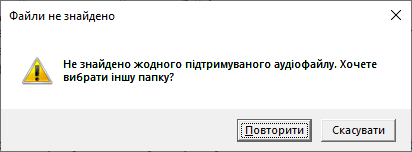 Файли не знайдено
Не знайдено жодного підтримуваного аудіофайлу. Хочете
вибрати іншу папку?
Повторити Скасувати